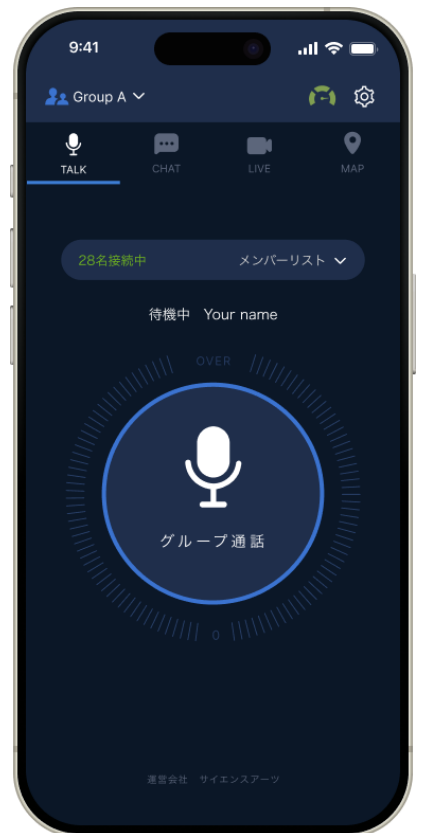 9:41
Group A
TALK CHAT LIVE MAP
28名接続中 メンバーリスト
待機中 Your name
OVER
グループ通話
0
運営会社 サイエンスアーツ